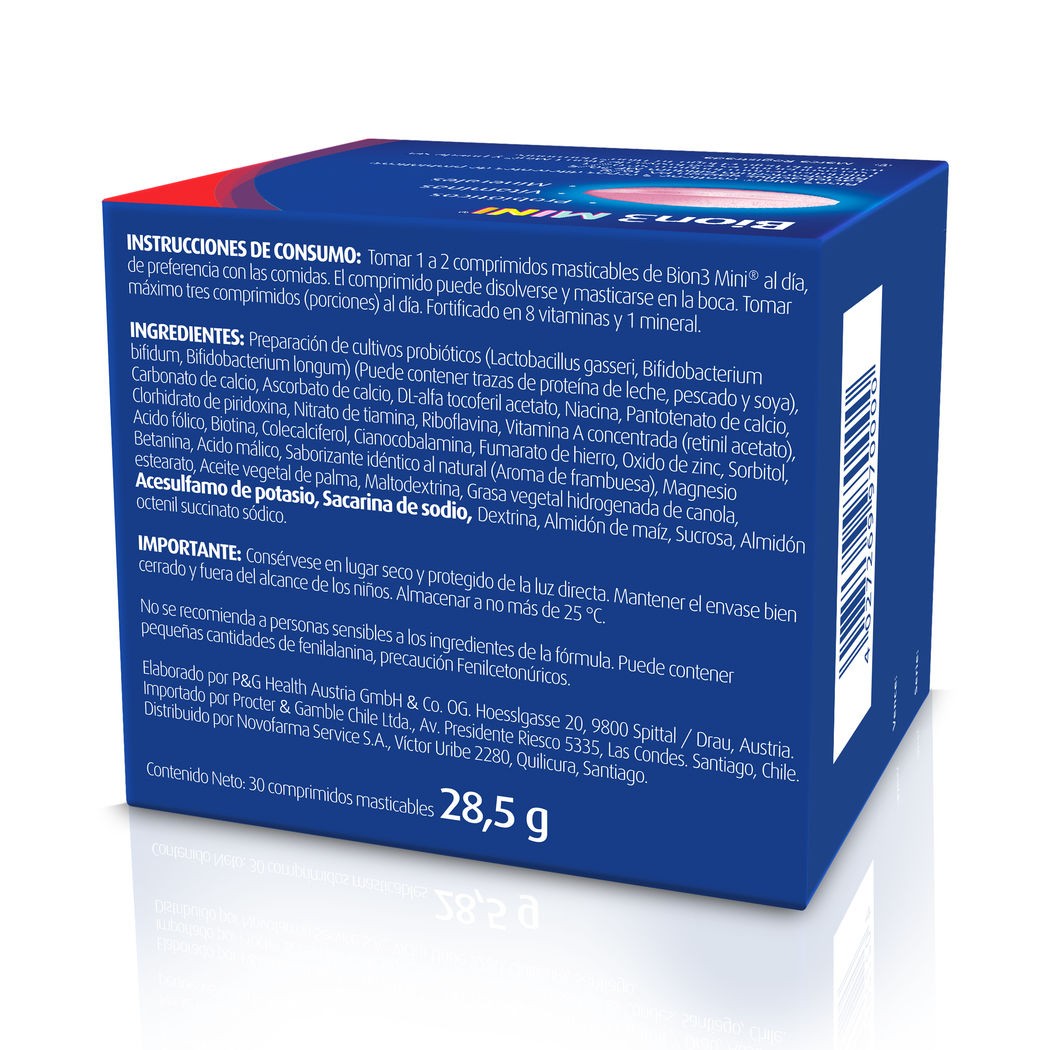 Bion3 MINI®
Probióticos
Vitaminas
Minerales
INSTRUCCIONES DE CONSUMO: Tomar 1 a 2 comprimidos masticables de Bion3 Mini® al día,
de preferencia con las comidas. El comprimido puede disolverse y masticarse en la boca. Tomar
máximo tres comprimidos (porciones) al día. Fortificado en 8 vitaminas y 1 mineral.
INGREDIENTES: Preparación de cultivos probióticos (Lactobacillus gasseri, Bifidobacterium
bifidum, Bifidobacterium longum) (Puede contener trazas de proteína de leche, pescado y soya),
Carbonato de calcio, Ascorbato de calcio, DL-alfa tocoferil acetato, Niacina, Pantotenato de calcio,
Clorhidrato de piridoxina, Nitrato de tiamina, Riboflavina, Vitamina A concentrada (retinil acetato),
Acido fólico, Biotina, Colecalciferol, Cianocobalamina, Fumarato de hierro, Oxido de zinc, Sorbitol,
Betanina, Acido málico, Saborizante idéntico al natural (Aroma de frambuesa), Magnesio
estearato, Aceite vegetal de palma, Maltodextrina, Grasa vegetal hidrogenada de canola,
Acesulfamo de potasio, Sacarina de sodio, Dextrina, Almidón de maíz, Sucrosa, Almidón
octenil succinato sódico.
IMPORTANTE: Consérvese en lugar seco y protegido de la luz directa. Mantener el envase bien
cerrado y fuera del alcance de los niños. Almacenar a no más de 25 °C.
No se recomienda a personas sensibles a los ingredientes de la fórmula. Puede contener
pequeñas cantidades de fenilalanina, precaución Fenilcetonúricos.
Elaborado por P&G Health Austria GmbH & Co. OG. Hoesslgasse 20, 9800 Spittal / Drau, Austria.
Importado por Procter & Gamble Chile Ltda., Av. Presidente Riesco 5335, Las Condes. Santiago, Chile.
Distribuido por Novofarma Service S.A., Víctor Uribe 2280, Quilicura, Santiago.
Contenido Neto: 30 comprimidos masticables 28,5 g
4 027269 970000
Vence:
Serie: